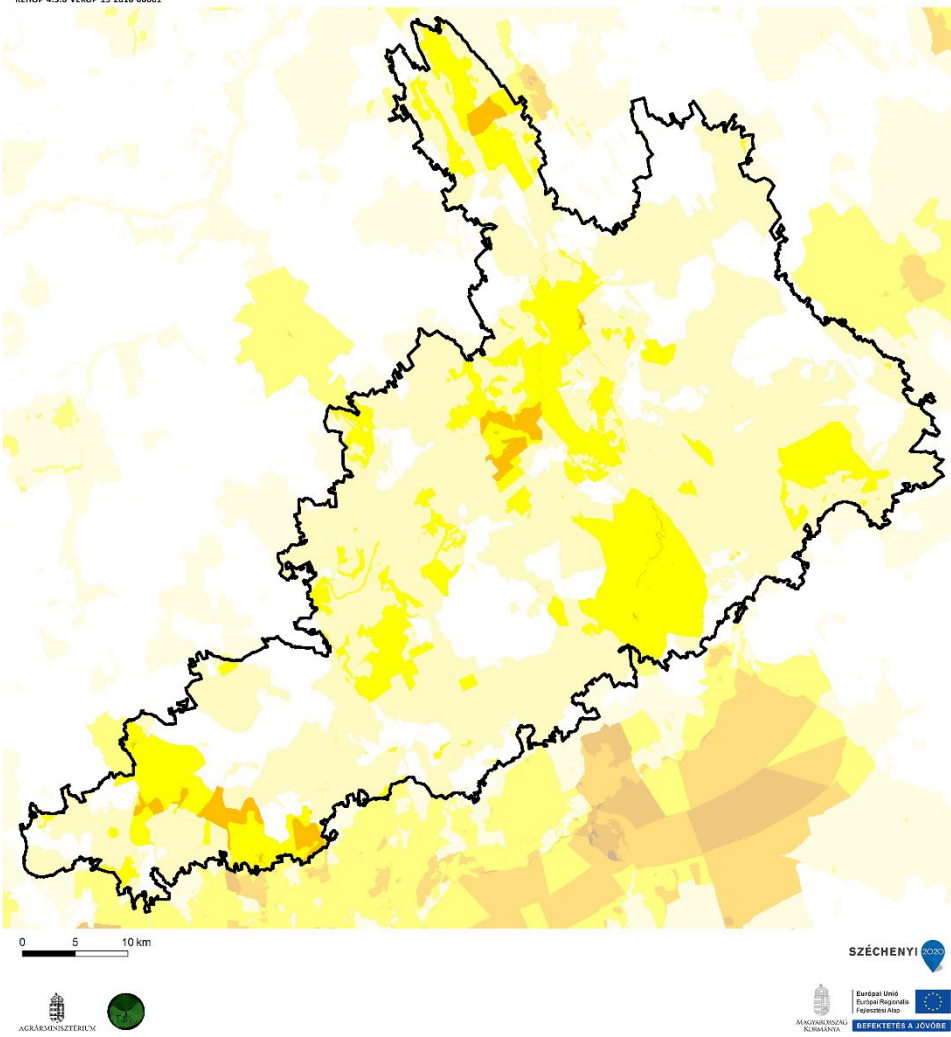 0 5 10 km
SZÉCHENYI 2020
AGRÁRMINISZTÉRIUM
MAGYARORSZÁG
KORMÁNYA
Európai Unió
Európai Regionális
Fejlesztési Alap
BEFEKTETÉS A JÖVŐBE